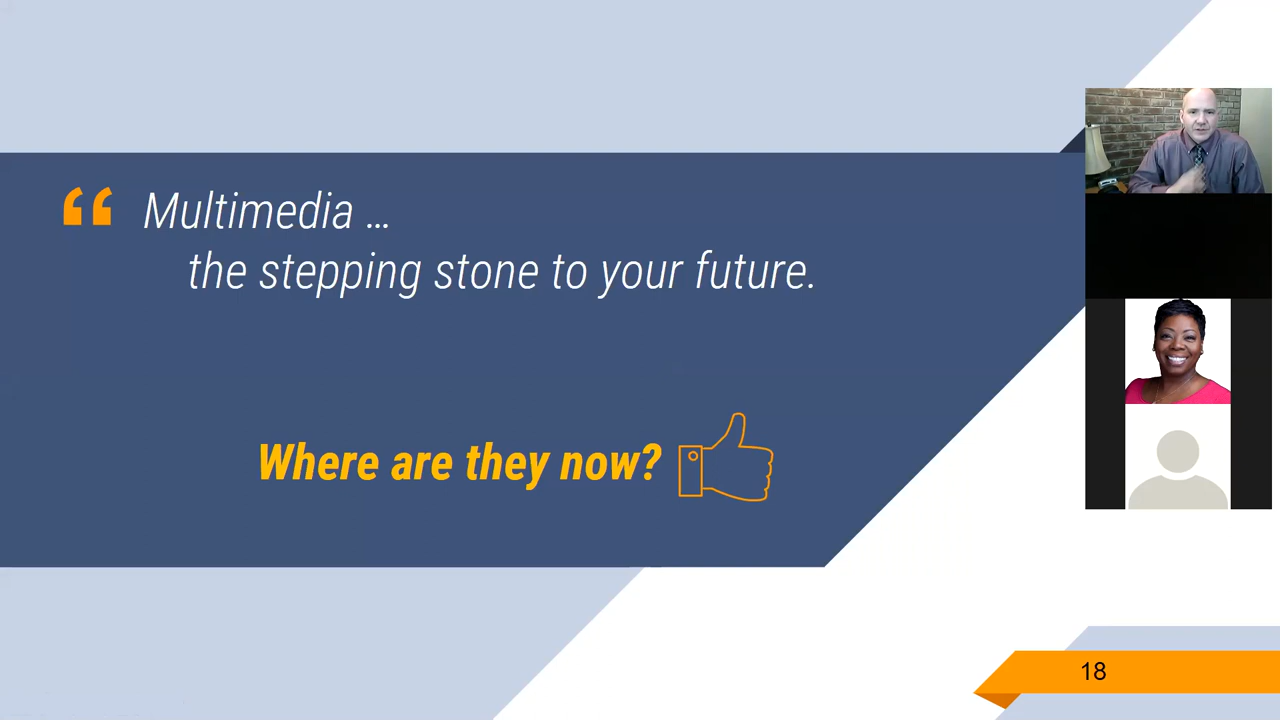 “ Multimedia …
the stepping stone to your future.
Where are they now?
18